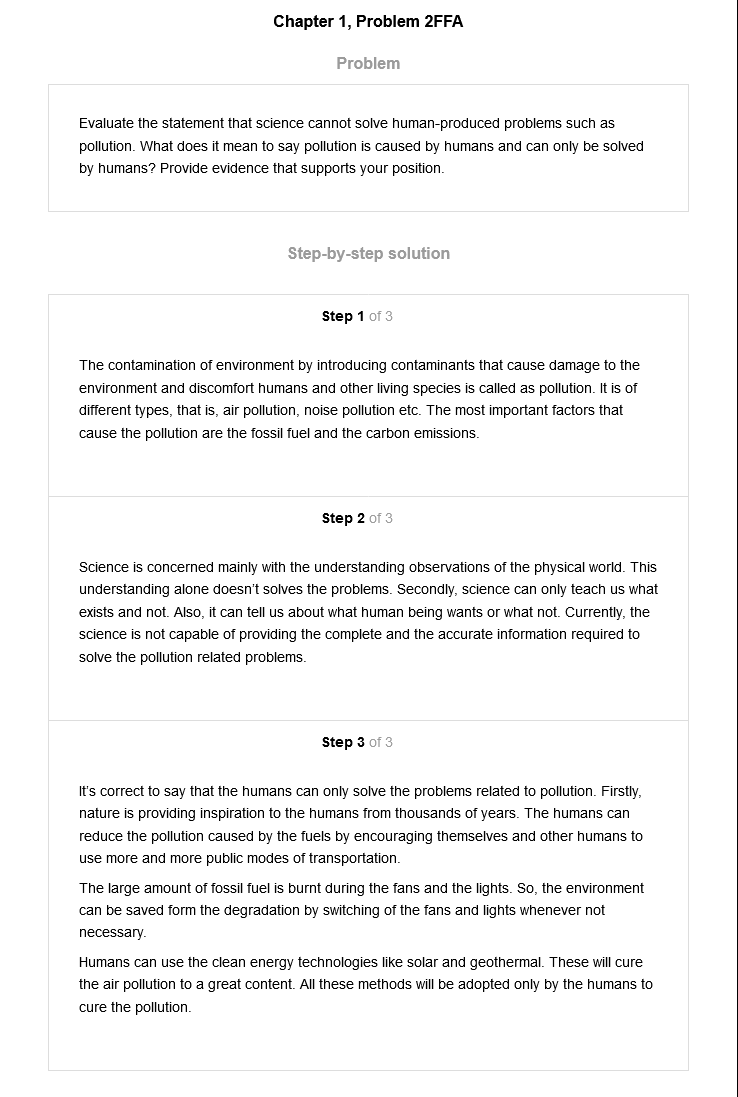 Chapter 1, Problem 2FFA
Problem
Evaluate the statement that science cannot solve human-produced problems such as
pollution. What does it mean to say pollution is caused by humans and can only be solved
by humans? Provide evidence that supports your position.
Step-by-step solution
Step 1 of 3
The contamination of environment by introducing contaminants that cause damage to the
environment and discomfort humans and other living species is called as pollution. It is of
different types, that is, air pollution, noise pollution etc. The most important factors that
cause the pollution are the fossil fuel and the carbon emissions.
Step 2 of 3
Science is concerned mainly with the understanding observations of the physical world. This
understanding alone doesn’t solves the problems. Secondly, science can only teach us what
exists and not. Also, it can tell us about what human being wants or what not. Currently, the
science is not capable of providing the complete and the accurate information required to
solve the pollution related problems.
Step 3 of 3
It’s correct to say that the humans can only solve the problems related to pollution. Firstly,
nature is providing inspiration to the humans from thousands of years. The humans can
reduce the pollution caused by the fuels by encouraging themselves and other humans to
use more and more public modes of transportation.
The large amount of fossil fuel is burnt during the fans and the lights. So, the environment
can be saved form the degradation by switching of the fans and lights whenever not
necessary.
Humans can use the clean energy technologies like solar and geothermal. These will cure
the air pollution to a great content. All these methods will be adopted only by the humans to
cure the pollution.